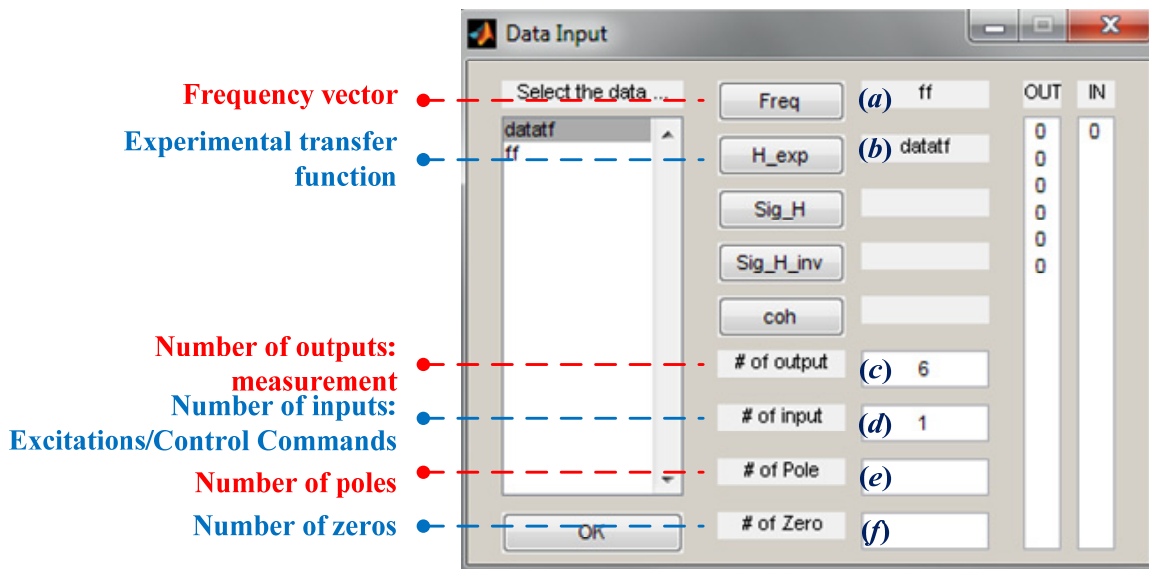 Data Input
Frequency vector
Select the data ...
Freq
(a)
ff
OUT
IN
Experimental transfer
function
datatf
ff
H_exp
(b)
datatf
0
0
0
0
0
0
0
Sig_H
Sig_H_inv
coh
Number of outputs:
measurement
# of output
(c)
6
Number of inputs:
Excitations/Control Commands
# of input
(d)
1
Number of poles
# of Pole
(e)
Number of zeros
OK
# of Zero
(f)